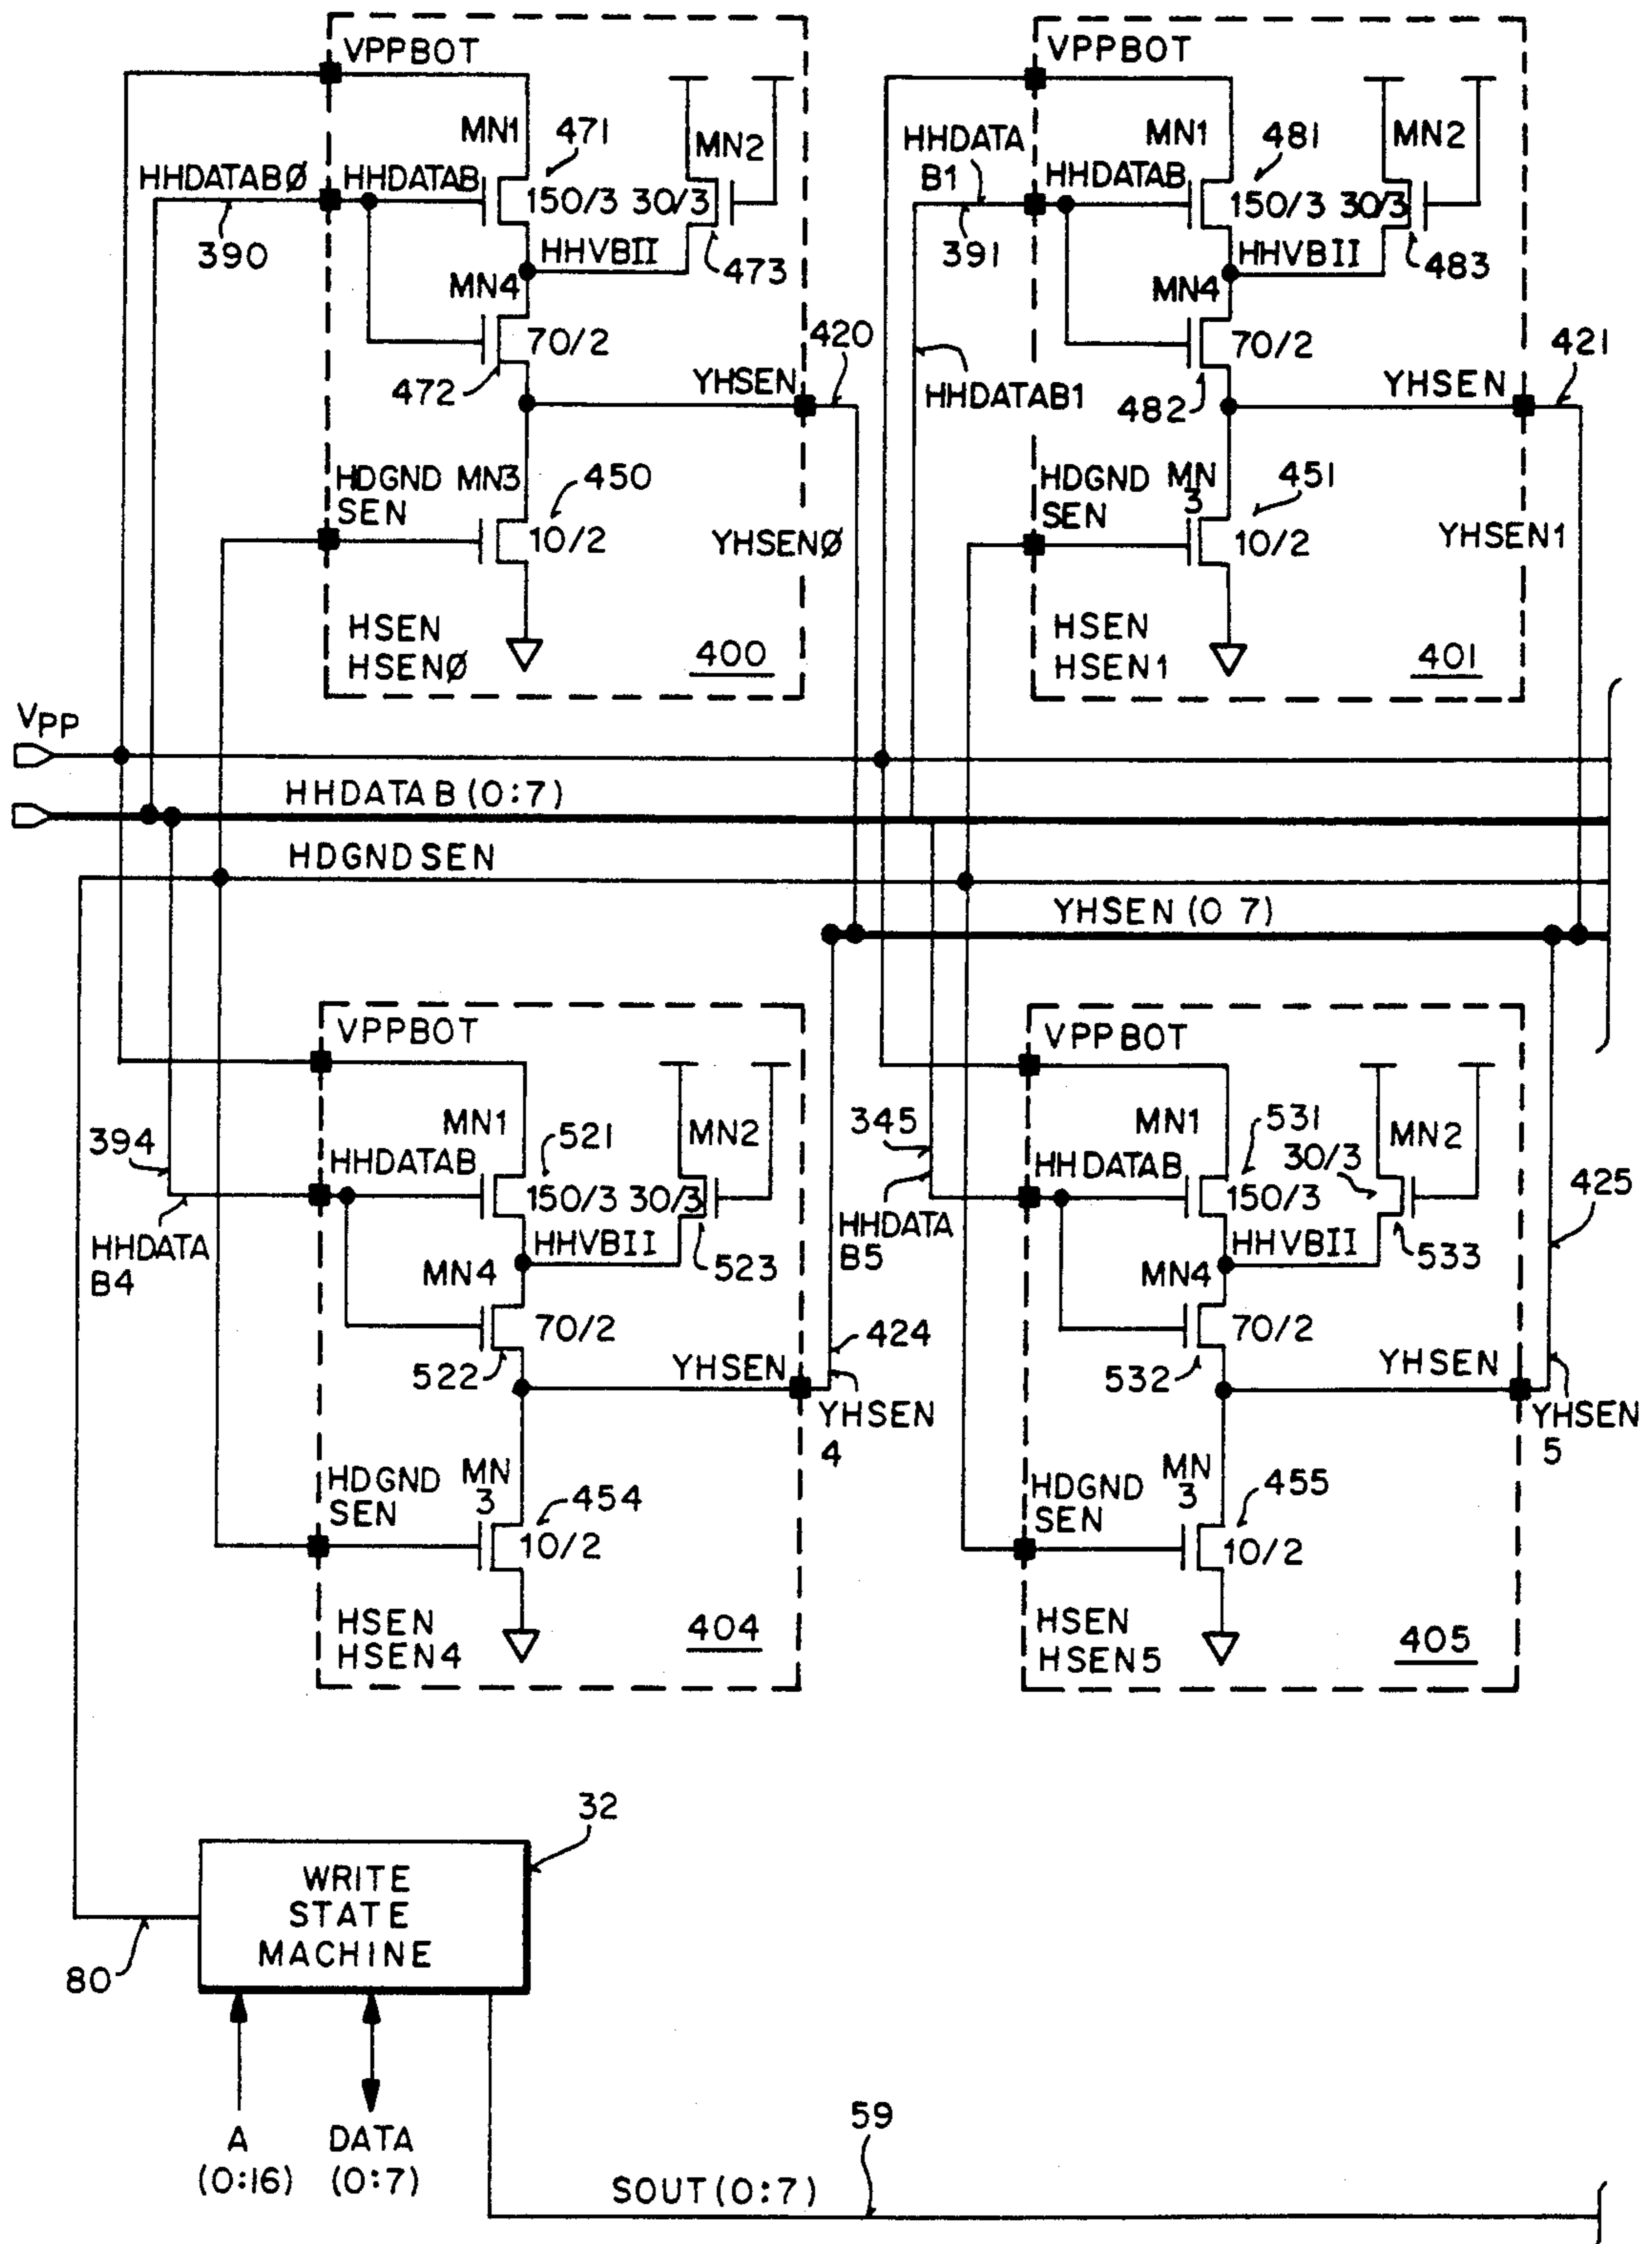 VPPBOT
MN1
471
MN2
HHDATABØ
HHDATAB
150/3 30/3
390
HHVBII
473
MN4
70/2
472
YHSEN
420
HDGND MN3
SEN
450
10/2
YHSENØ
HSEN
HSENØ
400
VPPBOT
MN1
481
MN2
HHDATA
B1
HHDATAB
150/3 30/3
391
HHVBII
483
MN4
70/2
482
HHDATAB1
YHSEN
421
HDGND MN
SEN 3
451
10/2
YHSEN1
HSEN
HSEN1
401
VPP
HHDATAB (0:7)
HDGNDSEN
YHSEN (0 7)
VPPBOT
MN1
521
MN2
394
HHDATAB
150/3 30/3
HHDATA
B4
HHVBII
523
MN4
70/2
522
YHSEN
424
YHSEN
4
HDGND MN
SEN 3
454
10/2
HSEN
HSEN4
404
VPPBOT
MN1
531
30/3
MN2
345
HHDATAB
150/3
425
HHDATA
B5
HHVBII
533
MN4
70/2
532
YHSEN
YHSEN
5
HDGND MN
SEN 3
455
10/2
HSEN
HSEN5
405
32
WRITE
STATE
MACHINE
80
A
(0:16)
DATA
(0:7)
59
SOUT (0:7)